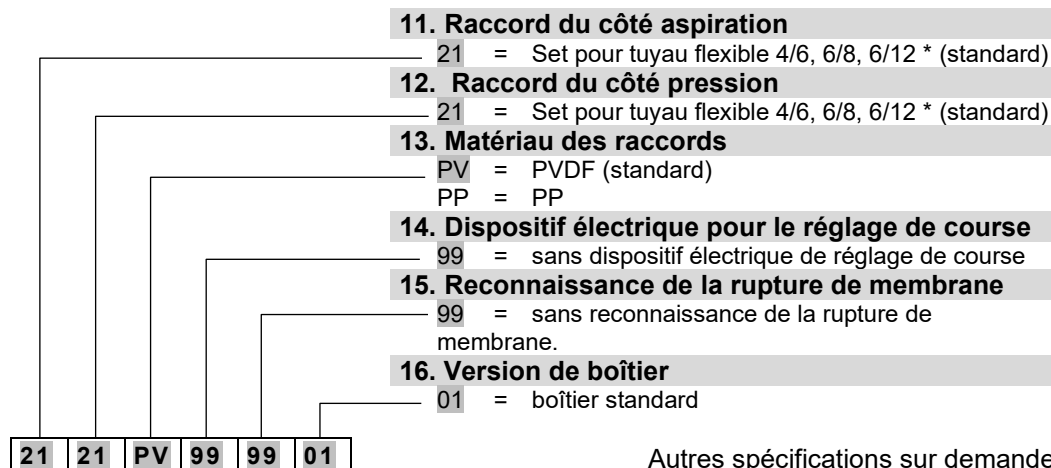 11. Raccord du côté aspiration
21 = Set pour tuyau flexible 4/6, 6/8, 6/12 * (standard)
12. Raccord du côté pression
21 = Set pour tuyau flexible 4/6, 6/8, 6/12 * (standard)
13. Matériau des raccords
PV = PVDF (standard)
PP = PP
14. Dispositif électrique pour le réglage de course
99 = sans dispositif électrique de réglage de course
15. Reconnaissance de la rupture de membrane
99 = sans reconnaissance de la rupture de
membrane.
16. Version de boîtier
01 = boîtier standard
21 21 PV 99 99 01
Autres spécifications sur demande